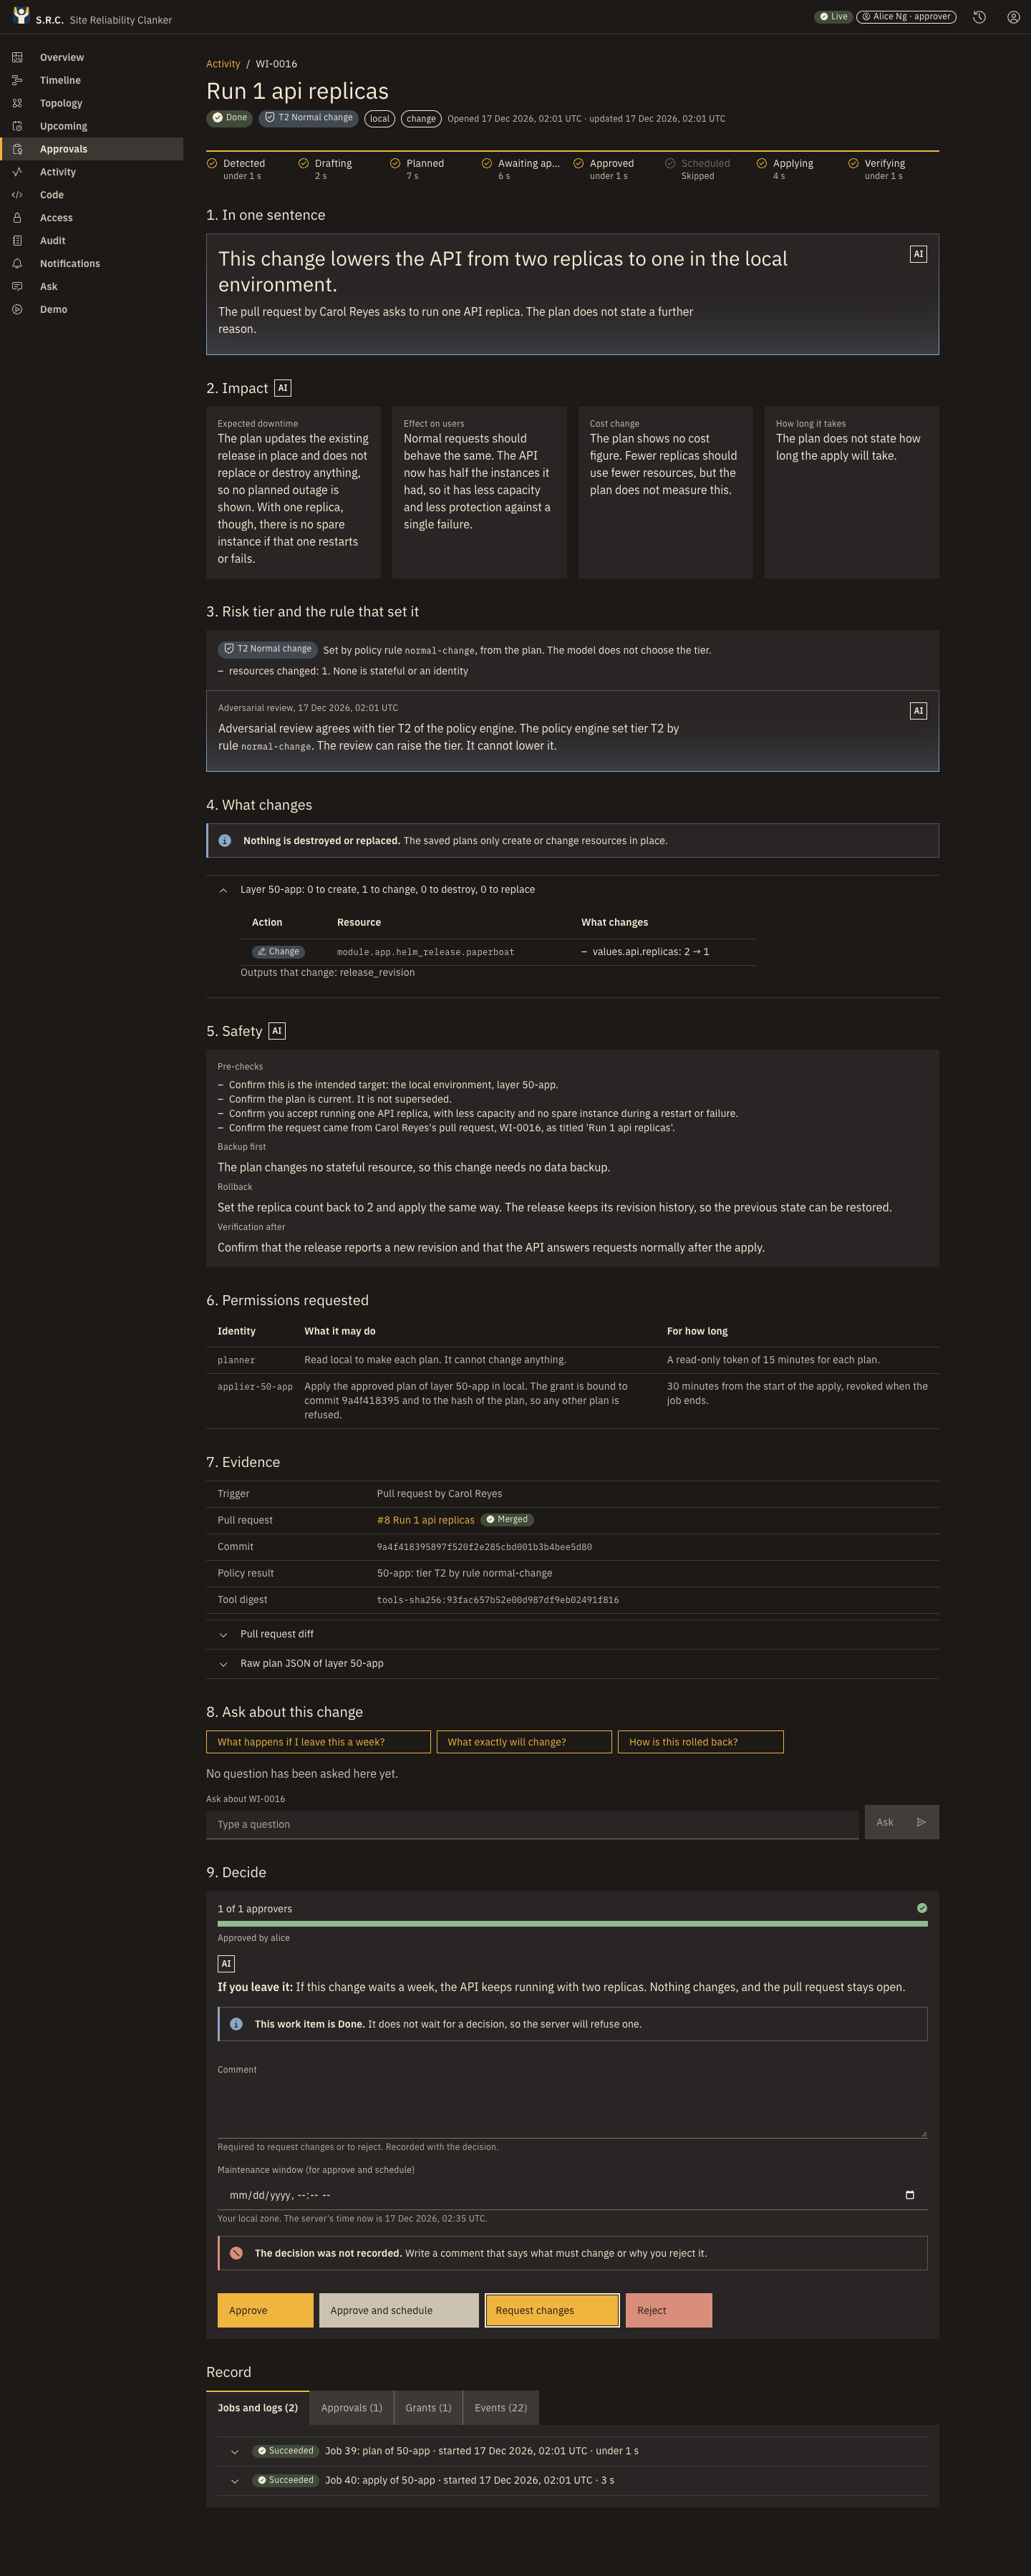 S.R.C. Site Reliability Clanker
Live
Alice Ng · approver
Overview
Timeline
Topology
Upcoming
Approvals
Activity
Code
Access
Audit
Notifications
Ask
Demo
Activity / WI-0016
Run 1 api replicas
Done T2 Normal change local change Opened 17 Dec 2026, 02:01 UTC · updated 17 Dec 2026, 02:01 UTC
Detected Drafting Planned Awaiting ap... Approved Scheduled Applying Verifying
under 1 s 2 s 7 s 6 s under 1 s Skipped 4 s under 1 s
1. In one sentence
This change lowers the API from two replicas to one in the local
environment.
AI
The pull request by Carol Reyes asks to run one API replica. The plan does not state a further
reason.
2. Impact AI
Expected downtime
The plan updates the existing
release in place and does not
replace or destroy anything,
so no planned outage is
shown. With one replica,
though, there is no spare
instance if that one restarts
or fails.
Effect on users
Normal requests should
behave the same. The API
now has half the instances it
had, so it has less capacity
and less protection against a
single failure.
Cost change
The plan shows no cost
figure. Fewer replicas should
use fewer resources, but the
plan does not measure this.
How long it takes
The plan does not state how
long the apply will take.
3. Risk tier and the rule that set it
T2 Normal change Set by policy rule normal-change, from the plan. The model does not choose the tier.
– resources changed: 1. None is stateful or an identity
Adversarial review, 17 Dec 2026, 02:01 UTC
AI
Adversarial review agrees with tier T2 of the policy engine. The policy engine set tier T2 by
rule normal-change. The review can raise the tier. It cannot lower it.
4. What changes
Nothing is destroyed or replaced. The saved plans only create or change resources in place.
Layer 50-app: 0 to create, 1 to change, 0 to destroy, 0 to replace
Action Resource What changes
Change module.app.helm_release.paperboat – values.api.replicas: 2 → 1
Outputs that change: release_revision
5. Safety AI
Pre-checks
– Confirm this is the intended target: the local environment, layer 50-app.
– Confirm the plan is current. It is not superseded.
– Confirm you accept running one API replica, with less capacity and no spare instance during a restart or failure.
– Confirm the request came from Carol Reyes's pull request, WI-0016, as titled 'Run 1 api replicas'.
Backup first
The plan changes no stateful resource, so this change needs no data backup.
Rollback
Set the replica count back to 2 and apply the same way. The release keeps its revision history, so the previous state can be restored.
Verification after
Confirm that the release reports a new revision and that the API answers requests normally after the apply.
6. Permissions requested
Identity What it may do For how long
planner Read local to make each plan. It cannot change anything. A read-only token of 15 minutes for each plan.
applier-50-app Apply the approved plan of layer 50-app in local. The grant is bound to 30 minutes from the start of the apply, revoked when the
commit 9a4f418395 and to the hash of the plan, so any other plan is job ends.
refused.
7. Evidence
Trigger Pull request by Carol Reyes
Pull request #8 Run 1 api replicas Merged
Commit 9a4f418395897f520f2e285cbd001b3b4bee5d80
Policy result 50-app: tier T2 by rule normal-change
Tool digest tools-sha256:93fac657b52e00d987df9eb02491f816
Pull request diff
Raw plan JSON of layer 50-app
8. Ask about this change
What happens if I leave this a week? What exactly will change? How is this rolled back?
No question has been asked here yet.
Ask about WI-0016
Type a question
Ask
9. Decide
1 of 1 approvers
Approved by alice
AI
If you leave it: If this change waits a week, the API keeps running with two replicas. Nothing changes, and the pull request stays open.
This work item is Done. It does not wait for a decision, so the server will refuse one.
Comment
Required to request changes or to reject. Recorded with the decision.
Maintenance window (for approve and schedule)
mm/dd/yyyy, --:-- --
Your local zone. The server's time now is 17 Dec 2026, 02:35 UTC.
The decision was not recorded. Write a comment that says what must change or why you reject it.
Approve Approve and schedule Request changes Reject
Record
Jobs and logs (2) Approvals (1) Grants (1) Events (22)
Succeeded Job 39: plan of 50-app · started 17 Dec 2026, 02:01 UTC · under 1 s
Succeeded Job 40: apply of 50-app · started 17 Dec 2026, 02:01 UTC · 3 s